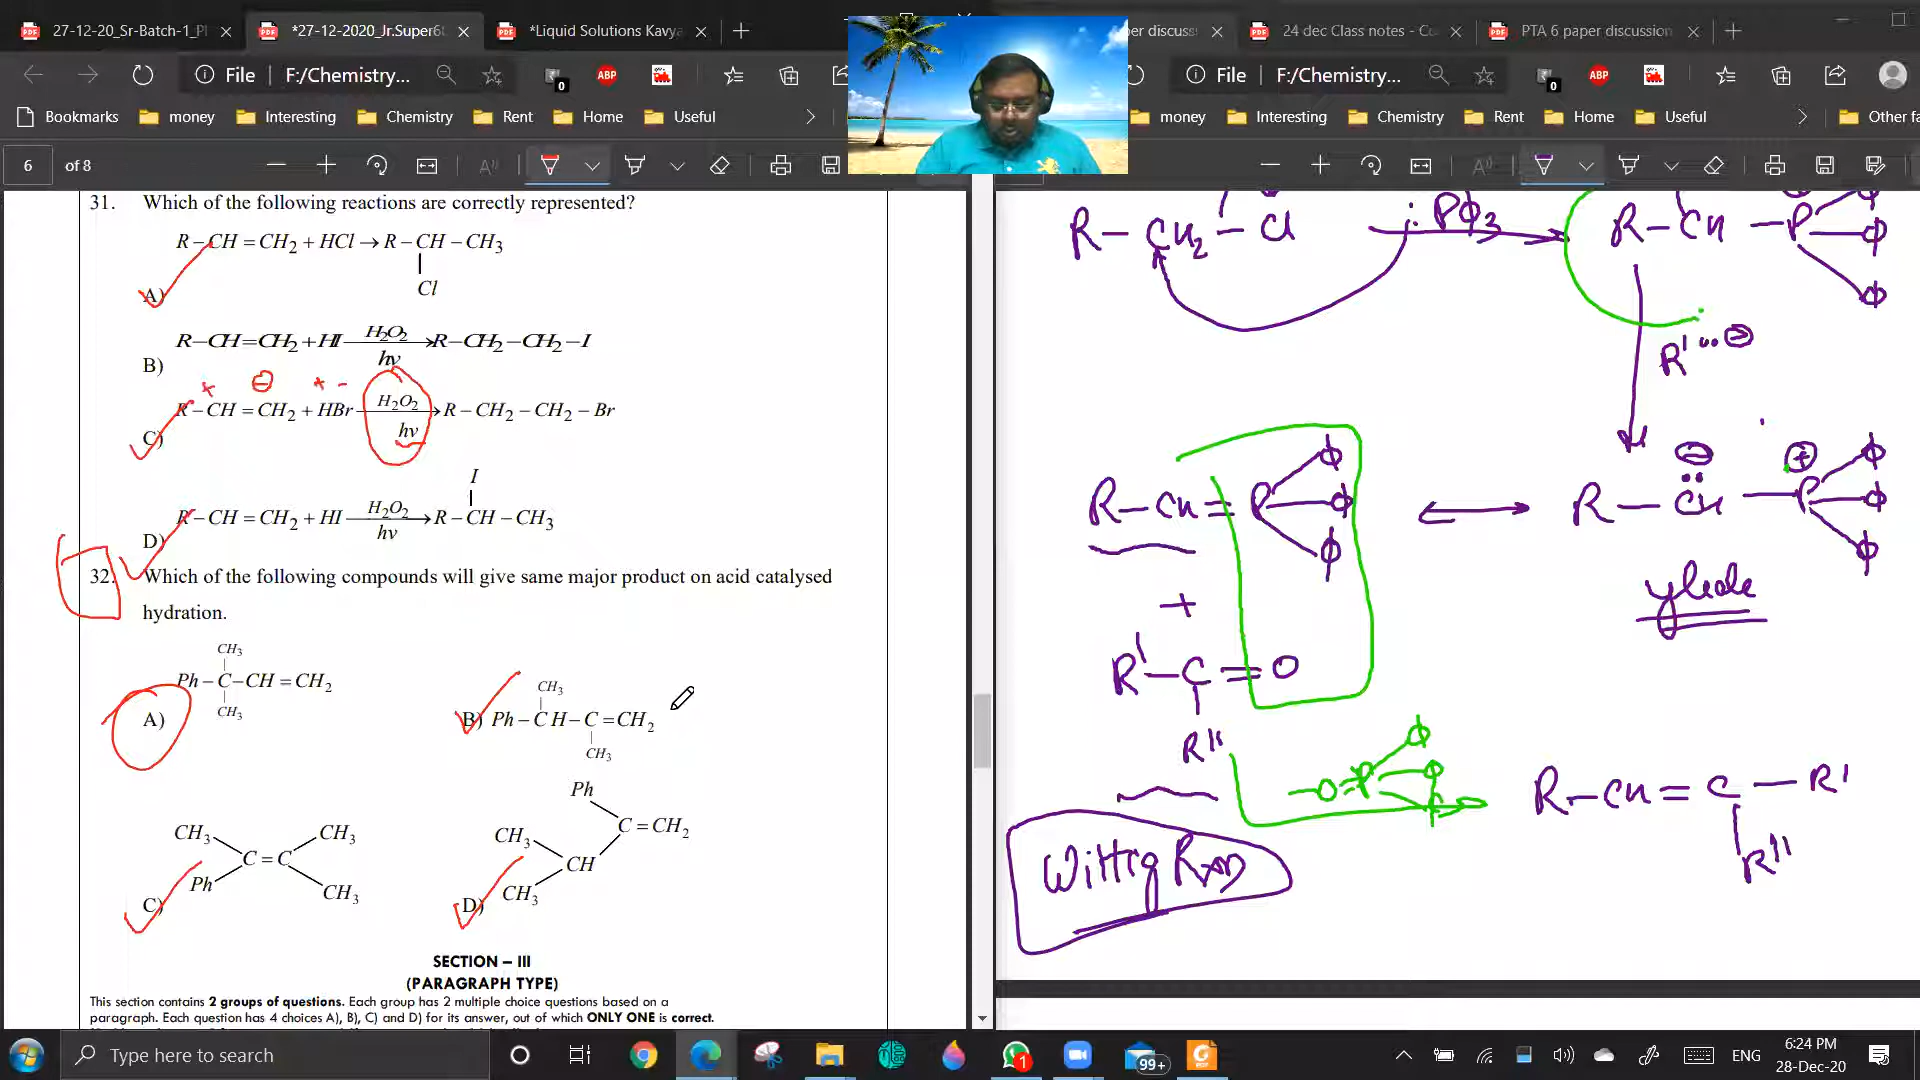 27-12-20_Sr-Batch-1_Pl
*27-12-2020_Jr.Super6
*Liquid Solutions Kavya
per discuss
24 dec Class notes - Co
PTA 6 paper discussion
File F:/Chemistry...
0 ABP
File F:/Chemistry...
0 ABP
Bookmarks money Interesting Chemistry Rent Home Useful
money Interesting Chemistry Rent Home Useful Other fa
6 of 8
31. Which of the following reactions are correctly represented?
R – CH = CH2 + HCl → R – CH – CH3
Cl
A)
H2O2
R–CH=CH2+HI → R–CH2–CH2–I
hν
B)
+ ⊖ + -
H2O2
R – CH = CH2 + HBr → R – CH2 – CH2 – Br
hν
C)
I
H2O2
R – CH = CH2 + HI → R – CH – CH3
hν
D)
32. Which of the following compounds will give same major product on acid catalysed
hydration.
CH3
Ph – C – CH = CH2
CH3
A)
CH3
B) Ph – CH – C = CH2
CH3
Ph
C = CH2
CH3
CH
CH3
D)
CH3 CH3
C = C
Ph CH3
C)
SECTION – III
(PARAGRAPH TYPE)
This section contains 2 groups of questions. Each group has 2 multiple choice questions based on a
paragraph. Each question has 4 choices A), B), C) and D) for its answer, out of which ONLY ONE is correct.
R – CH2 – Cl :PΦ3 → R – CH – P Φ Φ
R' ..⊖
R – CH = P Φ Φ Φ ⟷ R – CH ⊖ – P ⊕ Φ Φ Φ
ylide
+
R' – C = O
R"
O = P Φ Φ Φ
R – CH = C – R'
R"
Wittig Rxn
Type here to search
1
99+
ENG
6:24 PM
28-Dec-20